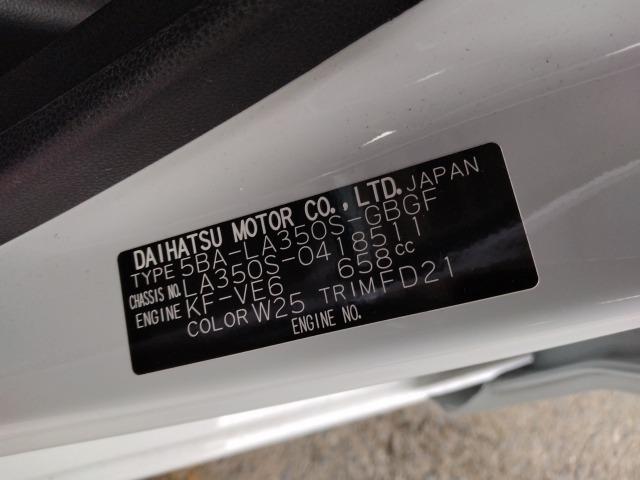 DAIHATSU MOTOR CO., LTD. JAPAN
TYPE 5BA-LA350S-GBGF
CHASSIS NO. LA350S-0418511
ENGINE KF-VE6 658cc
COLOR W25 TRIM FD21
ENGINE NO.